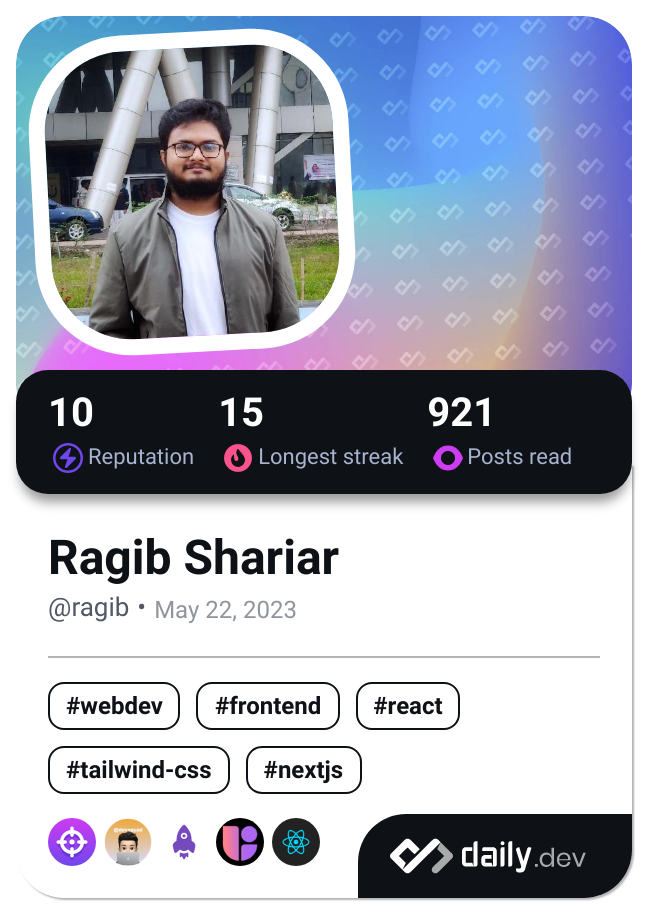 10 15 921
Reputation Longest streak Posts read
Ragib Shariar
@ragib • May 22, 2023
#webdev #frontend #react
#tailwind-css #nextjs
daily.dev